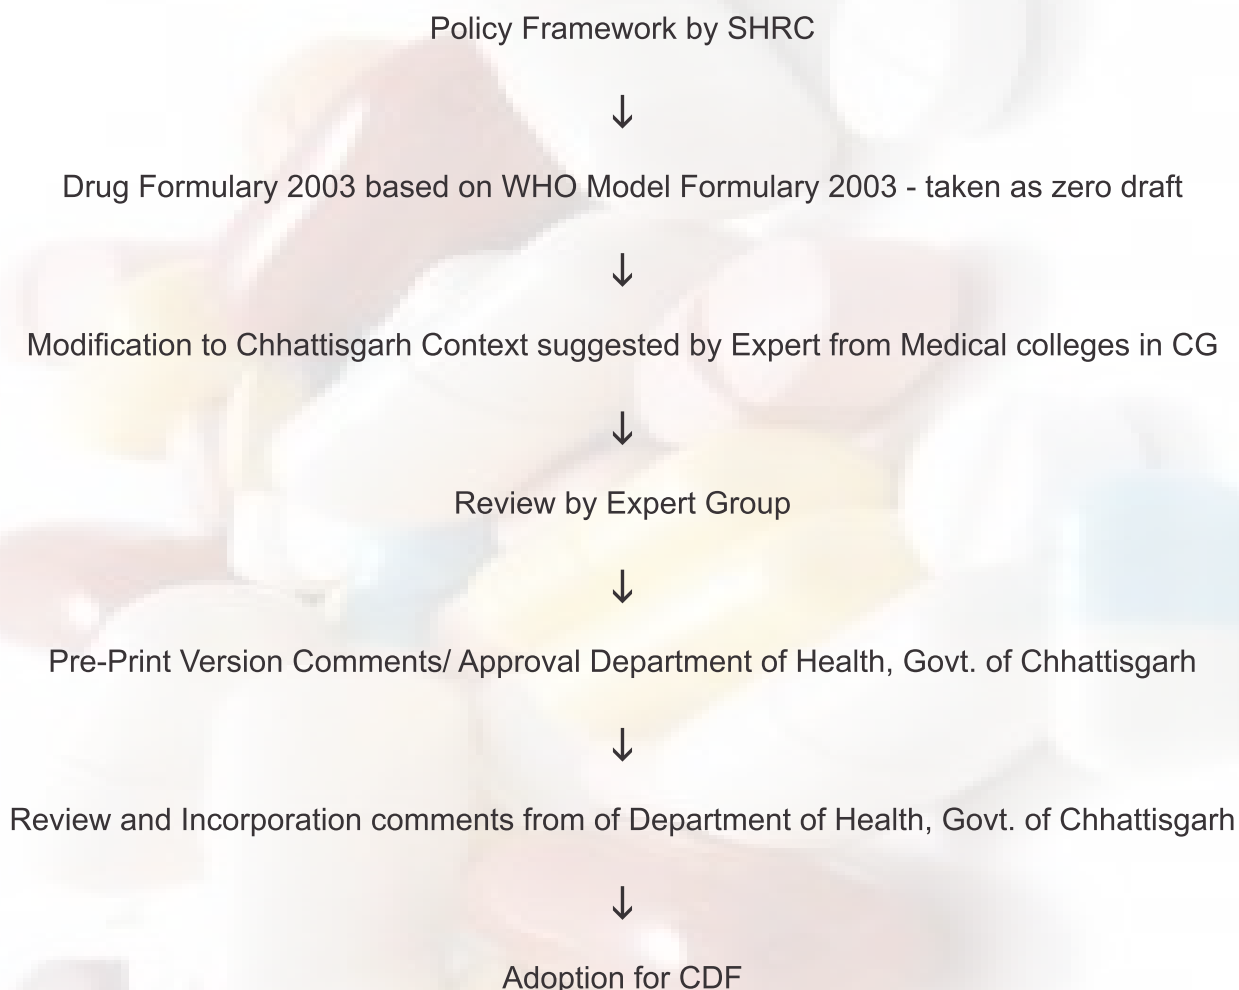 Policy Framework by SHRC
↓
Drug Formulary 2003 based on WHO Model Formulary 2003 - taken as zero draft
↓
Modification to Chhattisgarh Context suggested by Expert from Medical colleges in CG
↓
Review by Expert Group
↓
Pre-Print Version Comments/ Approval Department of Health, Govt. of Chhattisgarh
↓
Review and Incorporation comments from of Department of Health, Govt. of Chhattisgarh
↓
Adoption for CDF